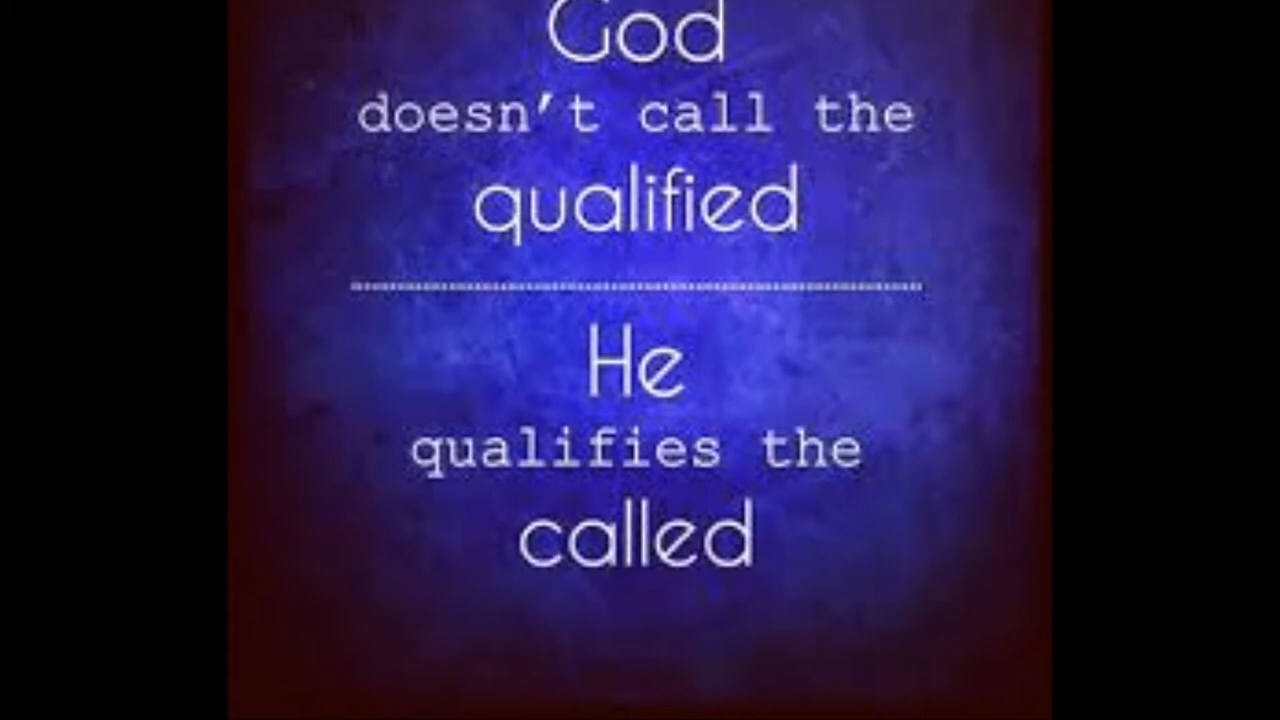 God
doesn't call the
qualified
He
qualifies the
called